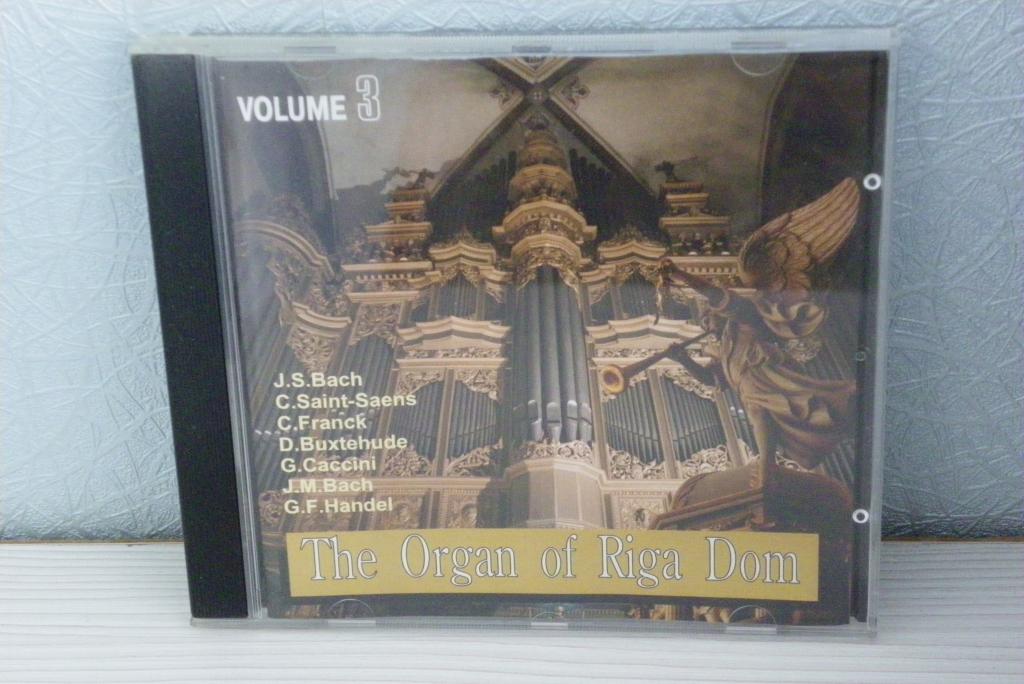 VOLUME 3
J.S.Bach
C.Saint-Saens
C.Franck
D.Buxtehude
G.Caccini
J.M.Bach
G.F.Handel
The Organ of Riga Dom